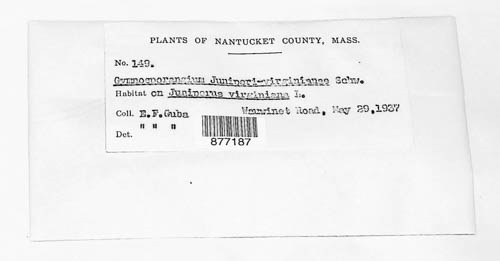 PLANTS OF NANTUCKET COUNTY, MASS.
No. 149.
Gymnosporangium Juniperi-virginianae Schw.
Habitat on Juniperus virginiana L.
Coll. E.F.Guba Wauwinet Road, May 29,1937
Det. " " "
877187